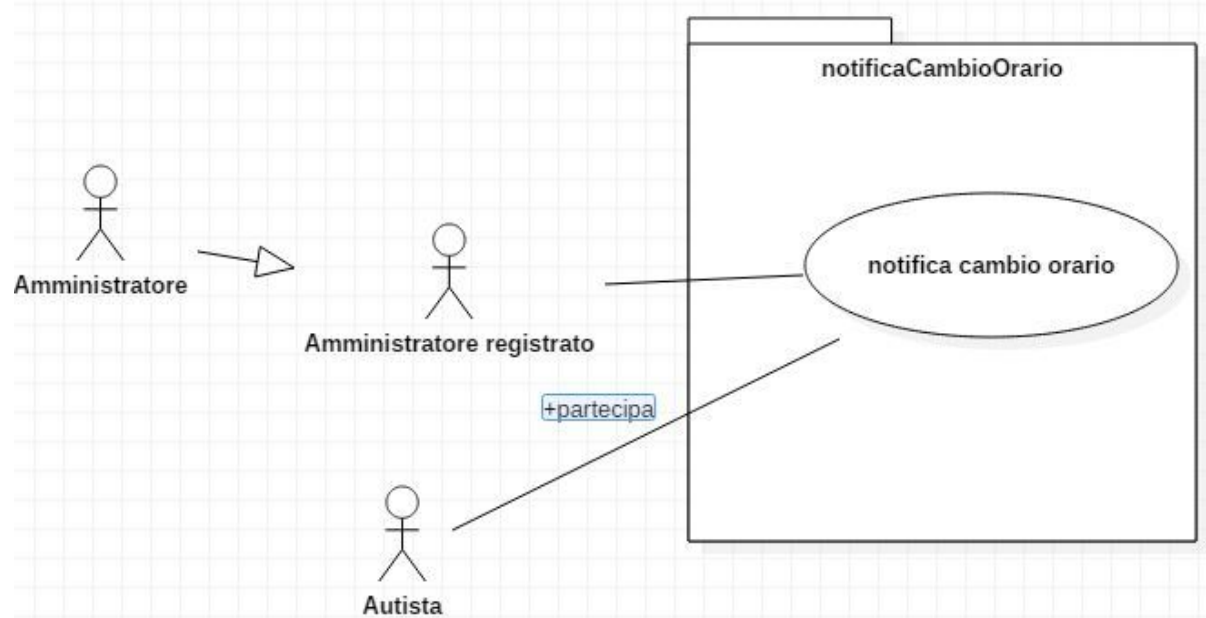 notificaCambioOrario
notifica cambio orario
Amministratore
Amministratore registrato
+partecipa
Autista